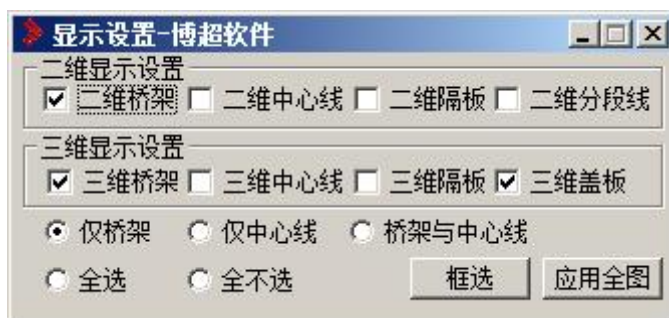 显示设置-博超软件
二维显示设置
二维桥架 二维中心线 二维隔板 二维分段线
三维显示设置
三维桥架 三维中心线 三维隔板 三维盖板
仅桥架 仅中心线 桥架与中心线
全选 全不选 框选 应用全图